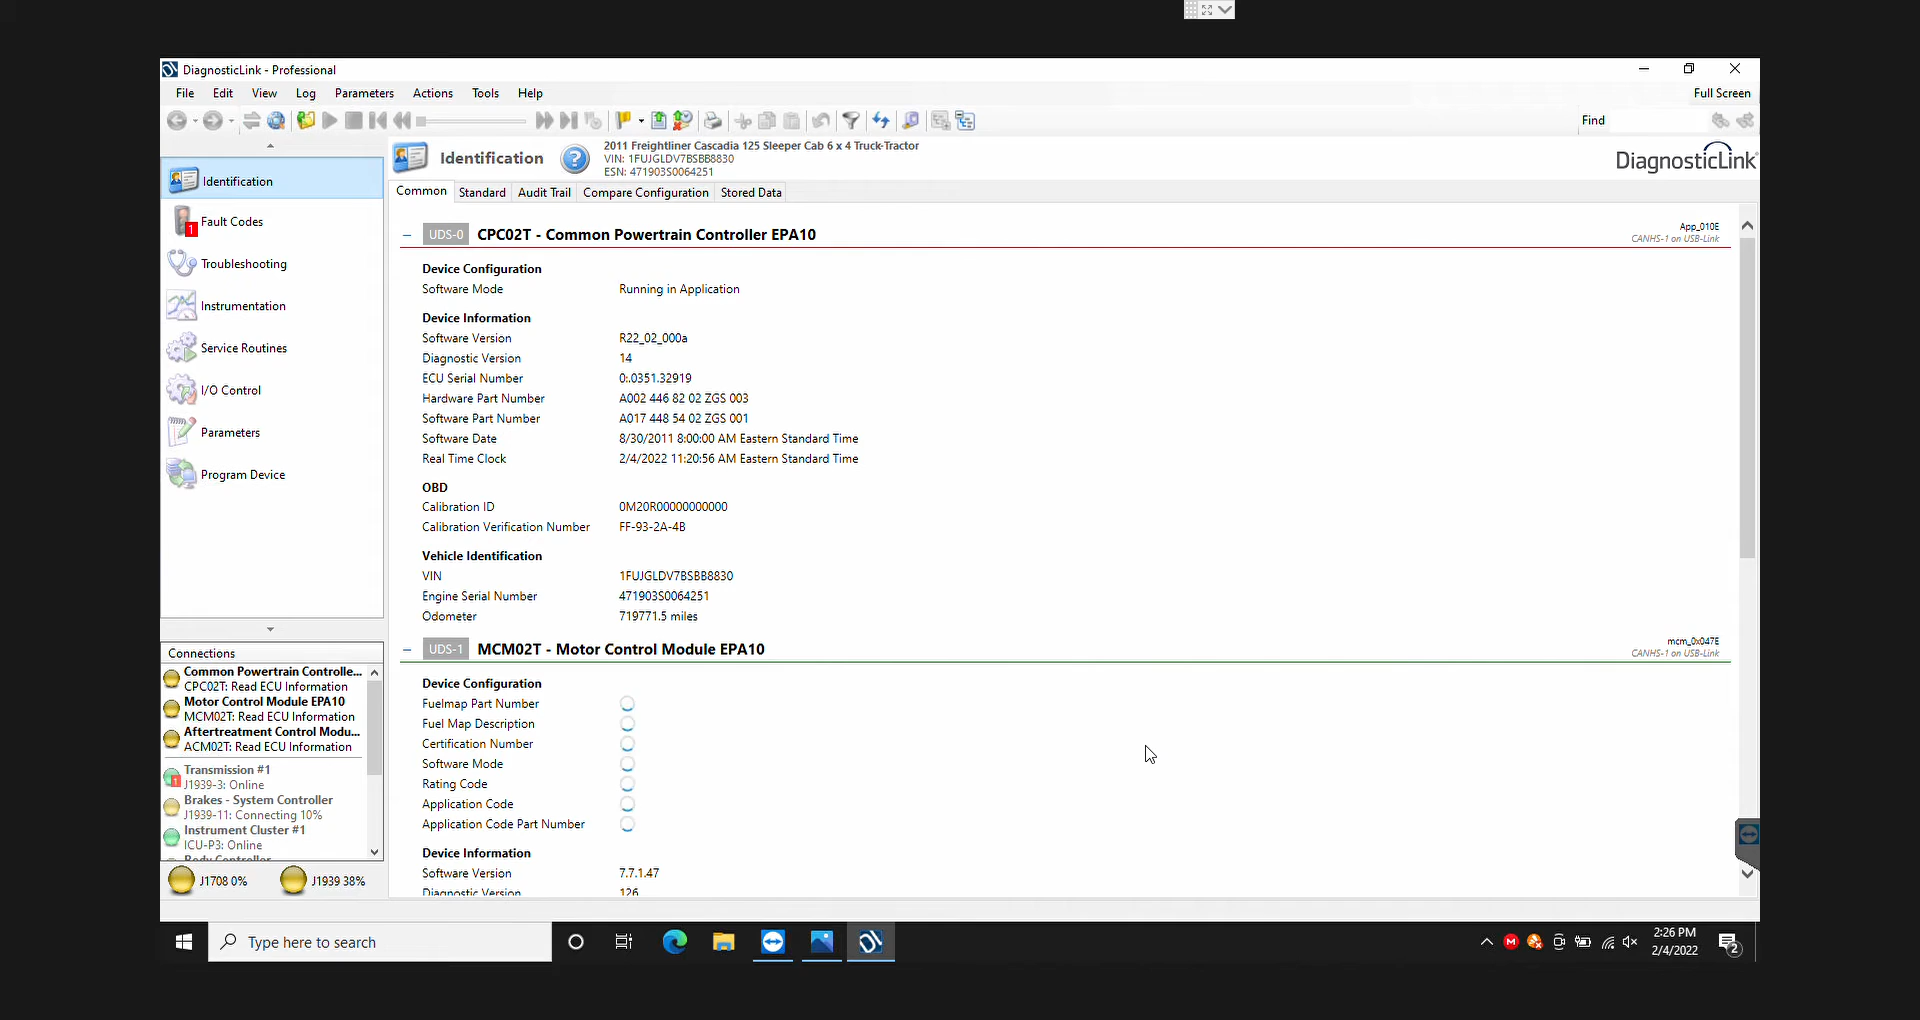 DiagnosticLink - Professional
File Edit View Log Parameters Actions Tools Help Full Screen
Find
Identification
Fault Codes
1
Troubleshooting
Instrumentation
Service Routines
I/O Control
Parameters
Program Device
Connections
Common Powertrain Controlle...
CPC02T: Read ECU Information
Motor Control Module EPA10
MCM02T: Read ECU Information
Aftertreatment Control Modu...
ACM02T: Read ECU Information
Transmission #1
1 J1939-3: Online
Brakes - System Controller
J1939-11: Connecting 10%
Instrument Cluster #1
ICU-P3: Online
Body Controller
J1708 0% J1939 38%
Identification
2011 Freightliner Cascadia 125 Sleeper Cab 6 x 4 Truck-Tractor
VIN: 1FUJGLDV7BSBB8830
ESN: 471903S0064251
DiagnosticLink
Common Standard Audit Trail Compare Configuration Stored Data
UDS-0 CPC02T - Common Powertrain Controller EPA10
App_010E
CANHS-1 on USB-Link
Device Configuration
Software Mode Running in Application
Device Information
Software Version R22_02_000a
Diagnostic Version 14
ECU Serial Number 0:.0351.32919
Hardware Part Number A002 446 82 02 ZGS 003
Software Part Number A017 448 54 02 ZGS 001
Software Date 8/30/2011 8:00:00 AM Eastern Standard Time
Real Time Clock 2/4/2022 11:20:56 AM Eastern Standard Time
OBD
Calibration ID 0M20R00000000000
Calibration Verification Number FF-93-2A-4B
Vehicle Identification
VIN 1FUJGLDV7BSBB8830
Engine Serial Number 471903S0064251
Odometer 719771.5 miles
UDS-1 MCM02T - Motor Control Module EPA10
mcm_0x047E
CANHS-1 on USB-Link
Device Configuration
Fuelmap Part Number
Fuel Map Description
Certification Number
Software Mode
Rating Code
Application Code
Application Code Part Number
Device Information
Software Version 7.7.1.47
Diagnostic Version 126
Type here to search
2:26 PM
2/4/2022
2